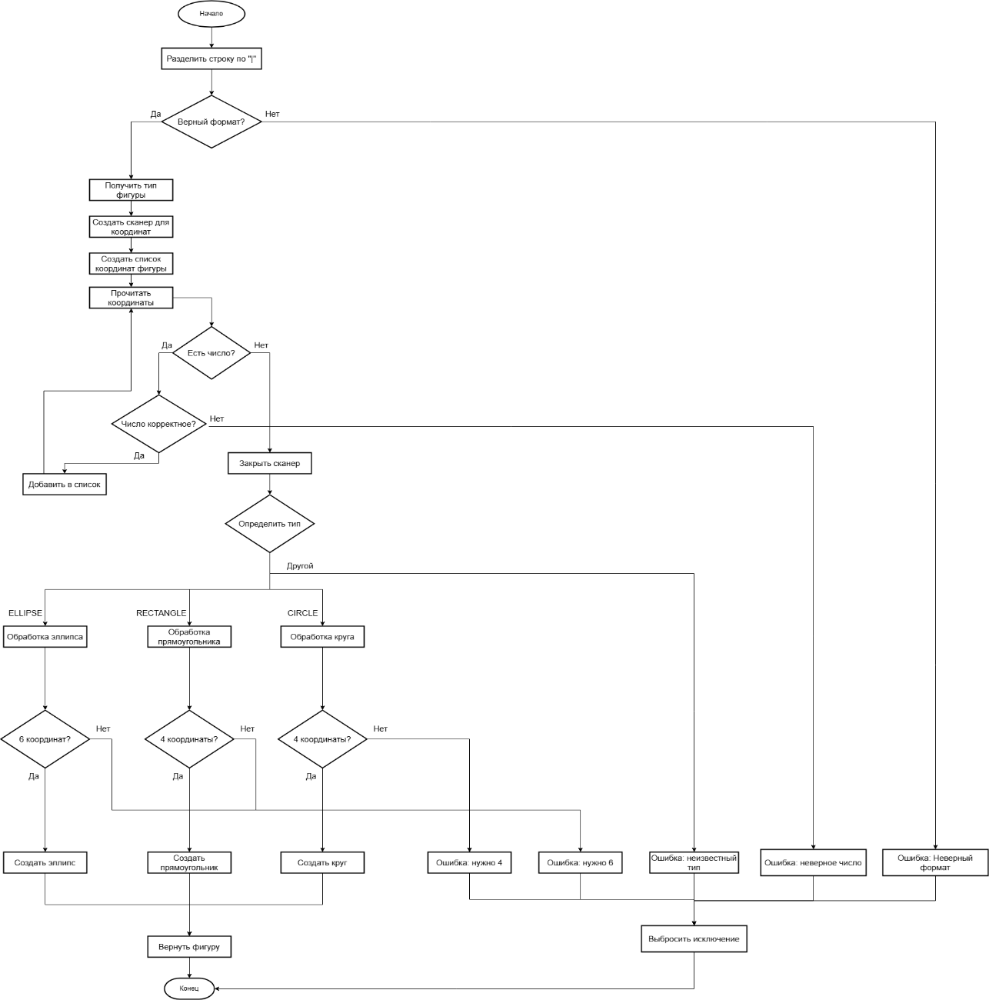 Начало
Разделить строку по "|"
Да
Нет
Верный формат?
Получить тип
фигуры
Создать сканер для
координат
Создать список
координат фигуры
Прочитать
координаты
Да
Нет
Есть число?
Нет
Число корректное?
Да
Закрыть сканер
Добавить в список
Определить тип
Другой
ELLIPSE
RECTANGLE
CIRCLE
Обработка эллипса
Обработка
прямоугольника
Обработка круга
Нет
Нет
Нет
6 координат?
4 координаты?
4 координаты?
Да
Да
Да
Создать эллипс
Создать
прямоугольник
Создать круг
Ошибка: нужно 4
Ошибка: нужно 6
Ошибка: неизвестный
тип
Ошибка: неверное число
Ошибка: Неверный
формат
Вернуть фигуру
Выбросить исключение
Конец